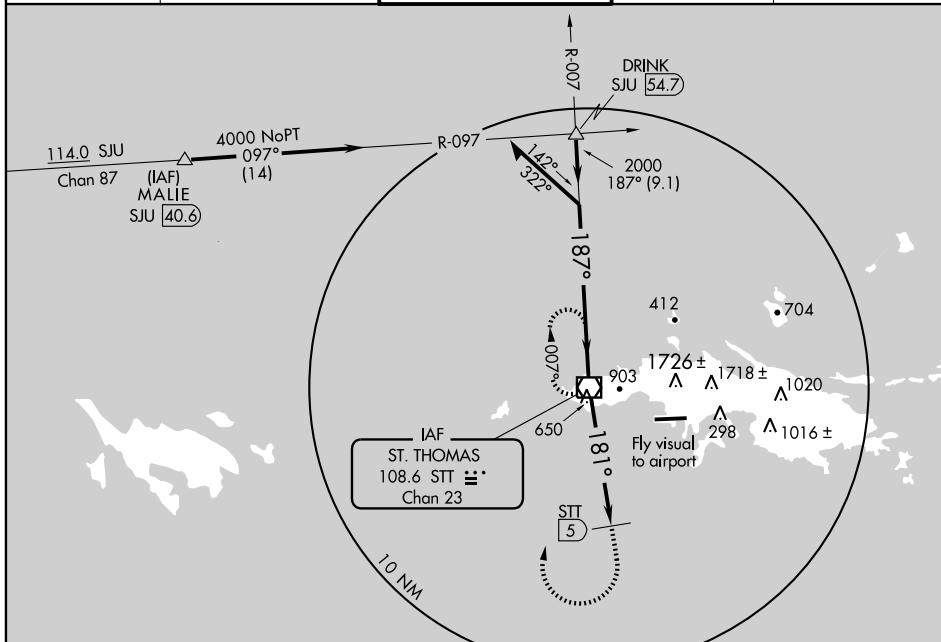 R-007
DRINK
SJU 54.7
4000 NoPT
097°
(14)
R-097
114.0 SJU
Chan 87
(IAF)
MALIE
SJU 40.6
142°
322°
2000
187° (9.1)
187°
412
704
007°
1726 ±
1718 ±
903
1020
650
298
1016 ±
Fly visual
to airport
IAF
ST. THOMAS
108.6 STT
Chan 23
181°
STT
5
10 NM